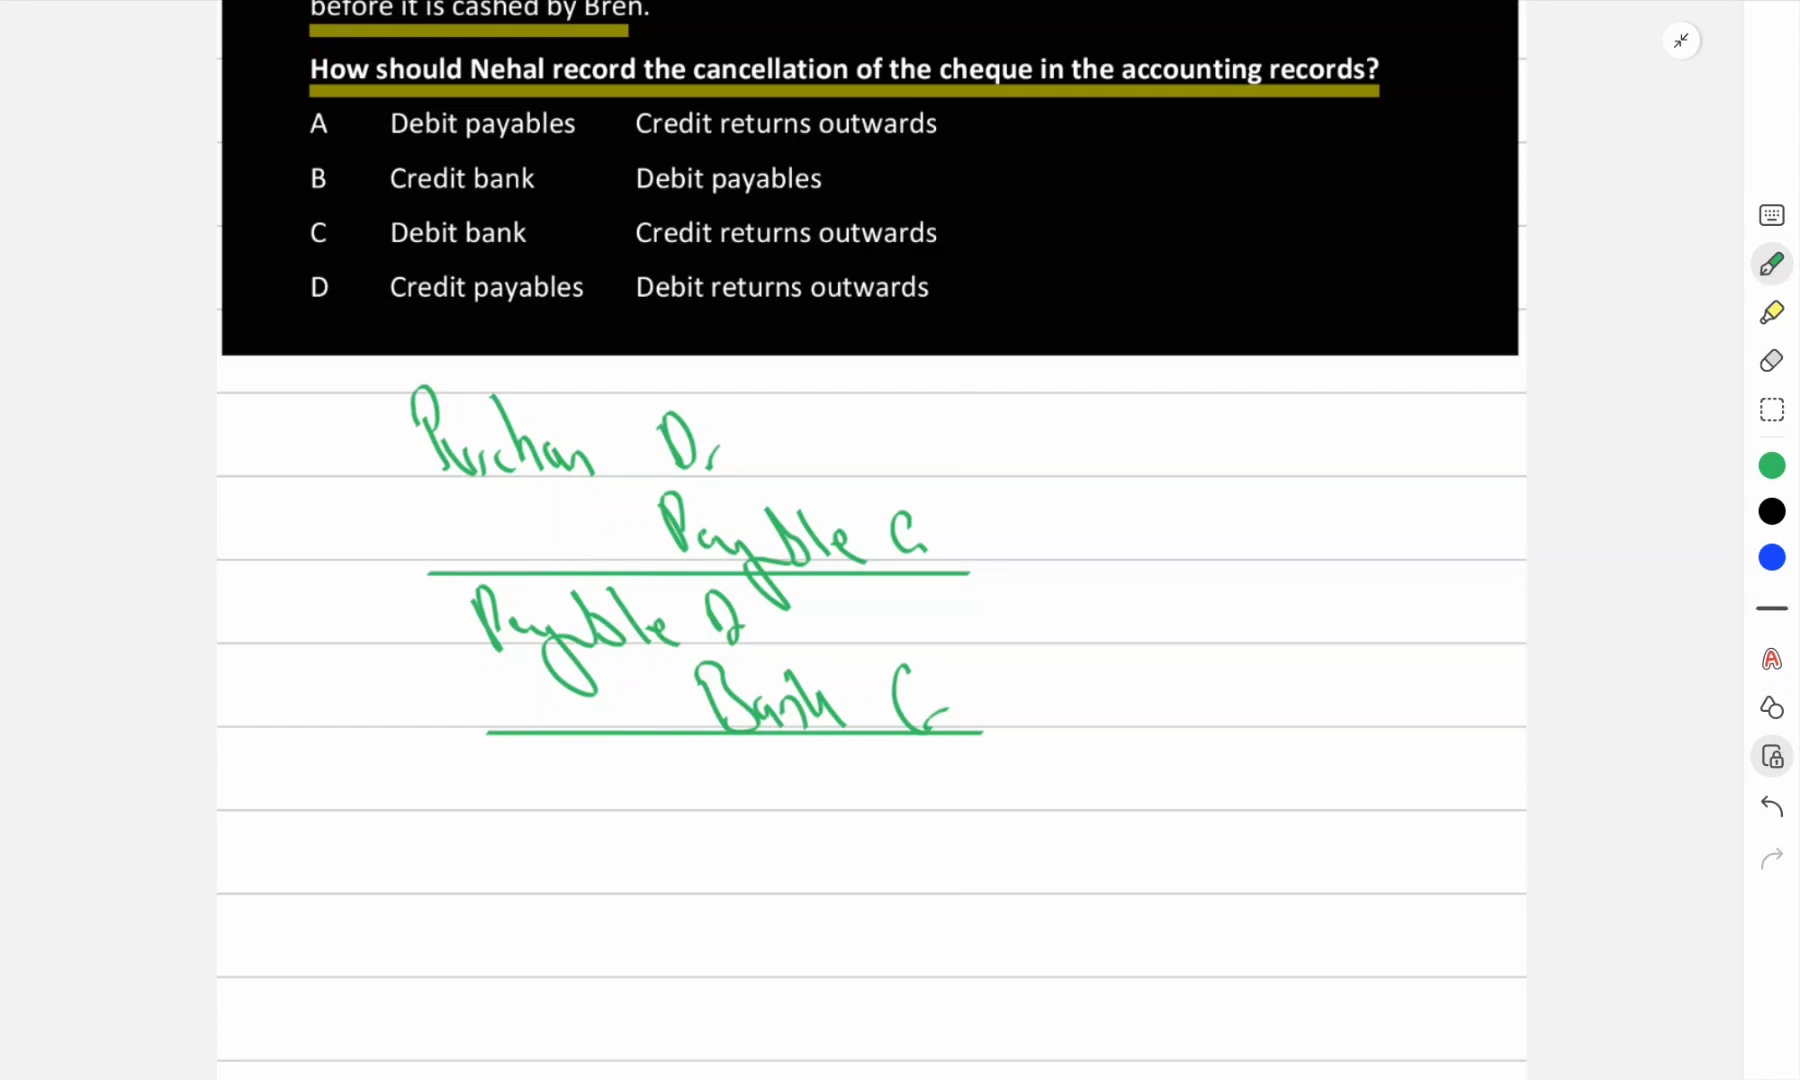 before it is cashed by Bren.
How should Nehal record the cancellation of the cheque in the accounting records?
A Debit payables Credit returns outwards
B Credit bank Debit payables
C Debit bank Credit returns outwards
D Credit payables Debit returns outwards
Dr
Payable Cr
Payable Dr
Bank Cr